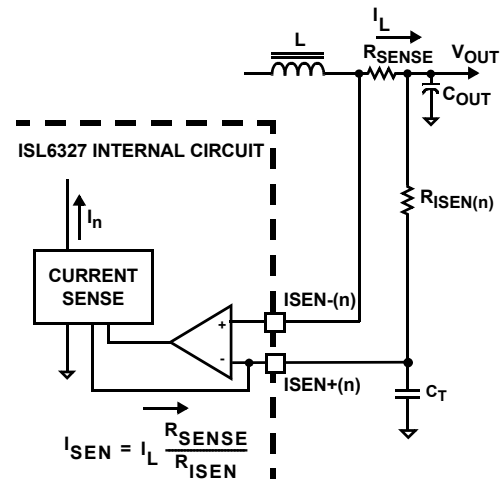 I_L
L
R_SENSE
V_OUT
C_OUT
ISL6327 INTERNAL CIRCUIT
R_ISEN(n)
I_n
CURRENT
SENSE
ISEN-(n)
+
-
ISEN+(n)
C_T
I_SEN = I_L R_SENSE / R_ISEN